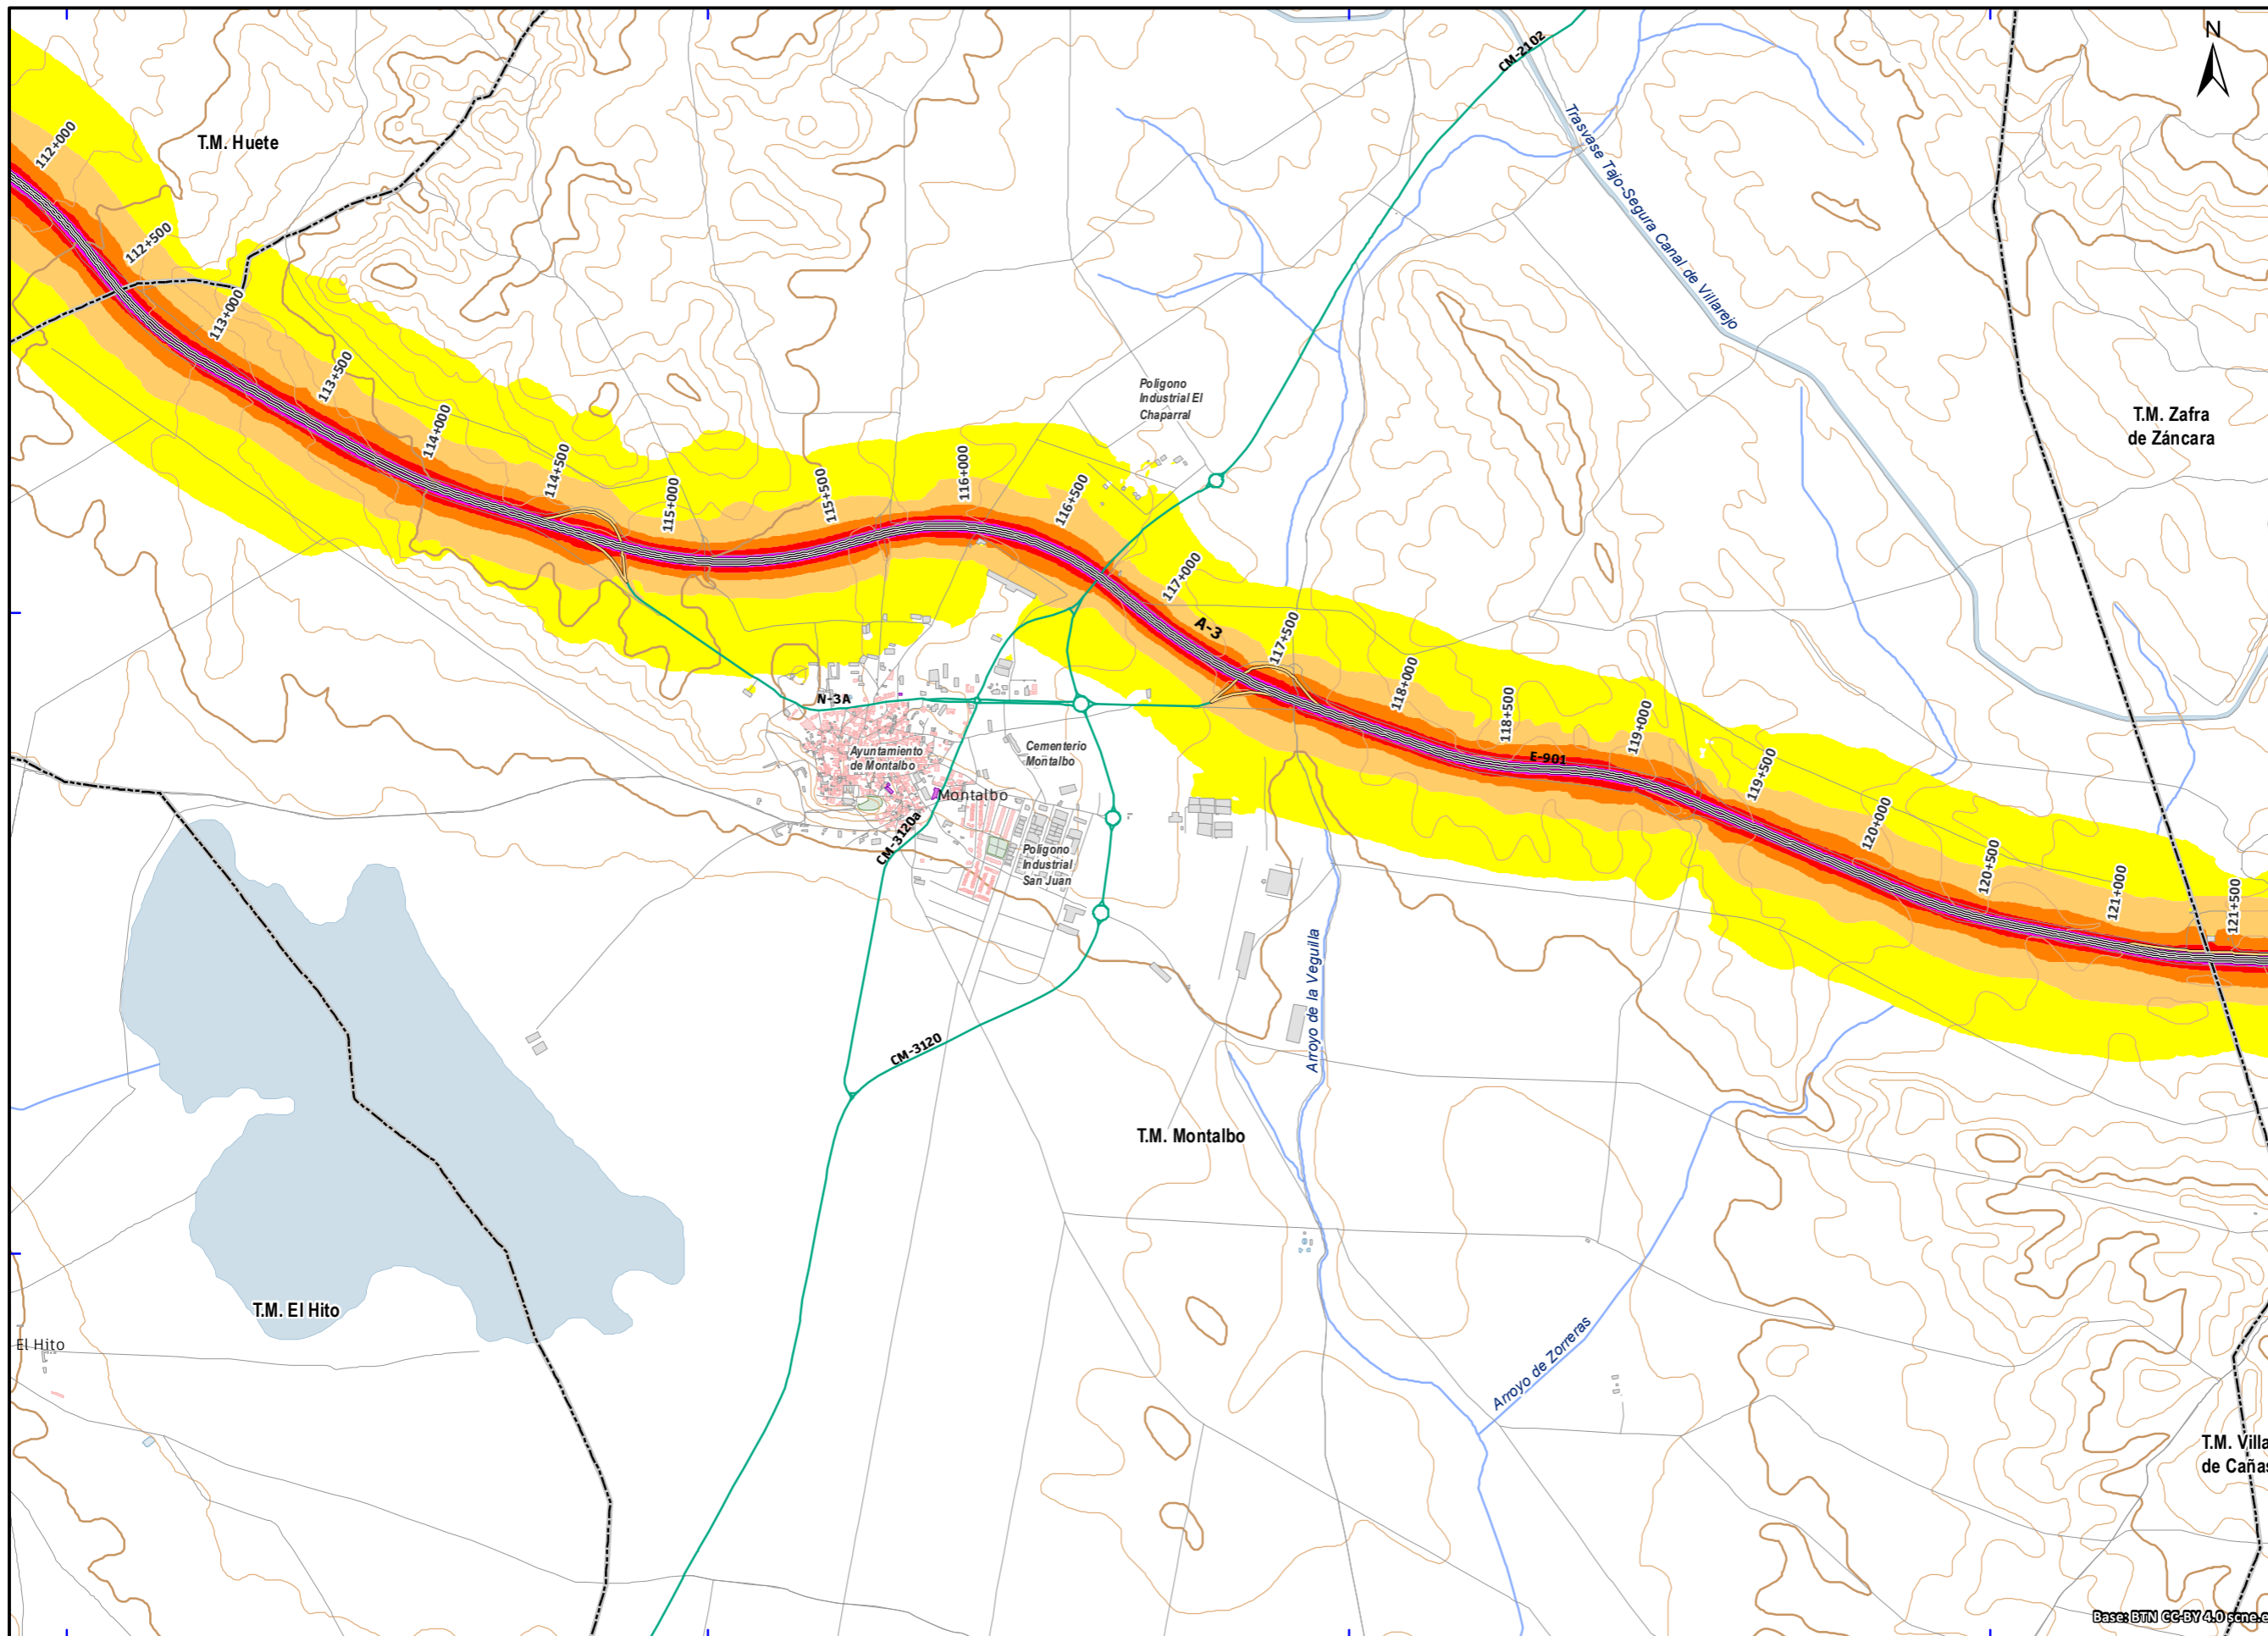 N
CM-2102
T.M. Huete
112+000
Trasvase Tajo-Segura Canal de Villarejo
112+500
113+000
113+500
Polígono
Industrial El
Chaparral
T.M. Zafra
de Záncara
114+000
114+500
115+000
115+500
116+000
116+500
117+000
A-3
117+500
118+000
118+500
119+000
E-901
119+500
120+000
120+500
121+000
121+500
N-3A
Ayuntamiento
de Montalbo
Cementerio
Montalbo
Montalbo
CM-3120a
Polígono
Industrial
San Juan
Arroyo de la Veguilla
CM-3120
T.M. Montalbo
T.M. El Hito
El Hito
Arroyo de Zorreras
T.M. Villa
de Cañas
Base: BTN CC-BY 4.0 scne.e